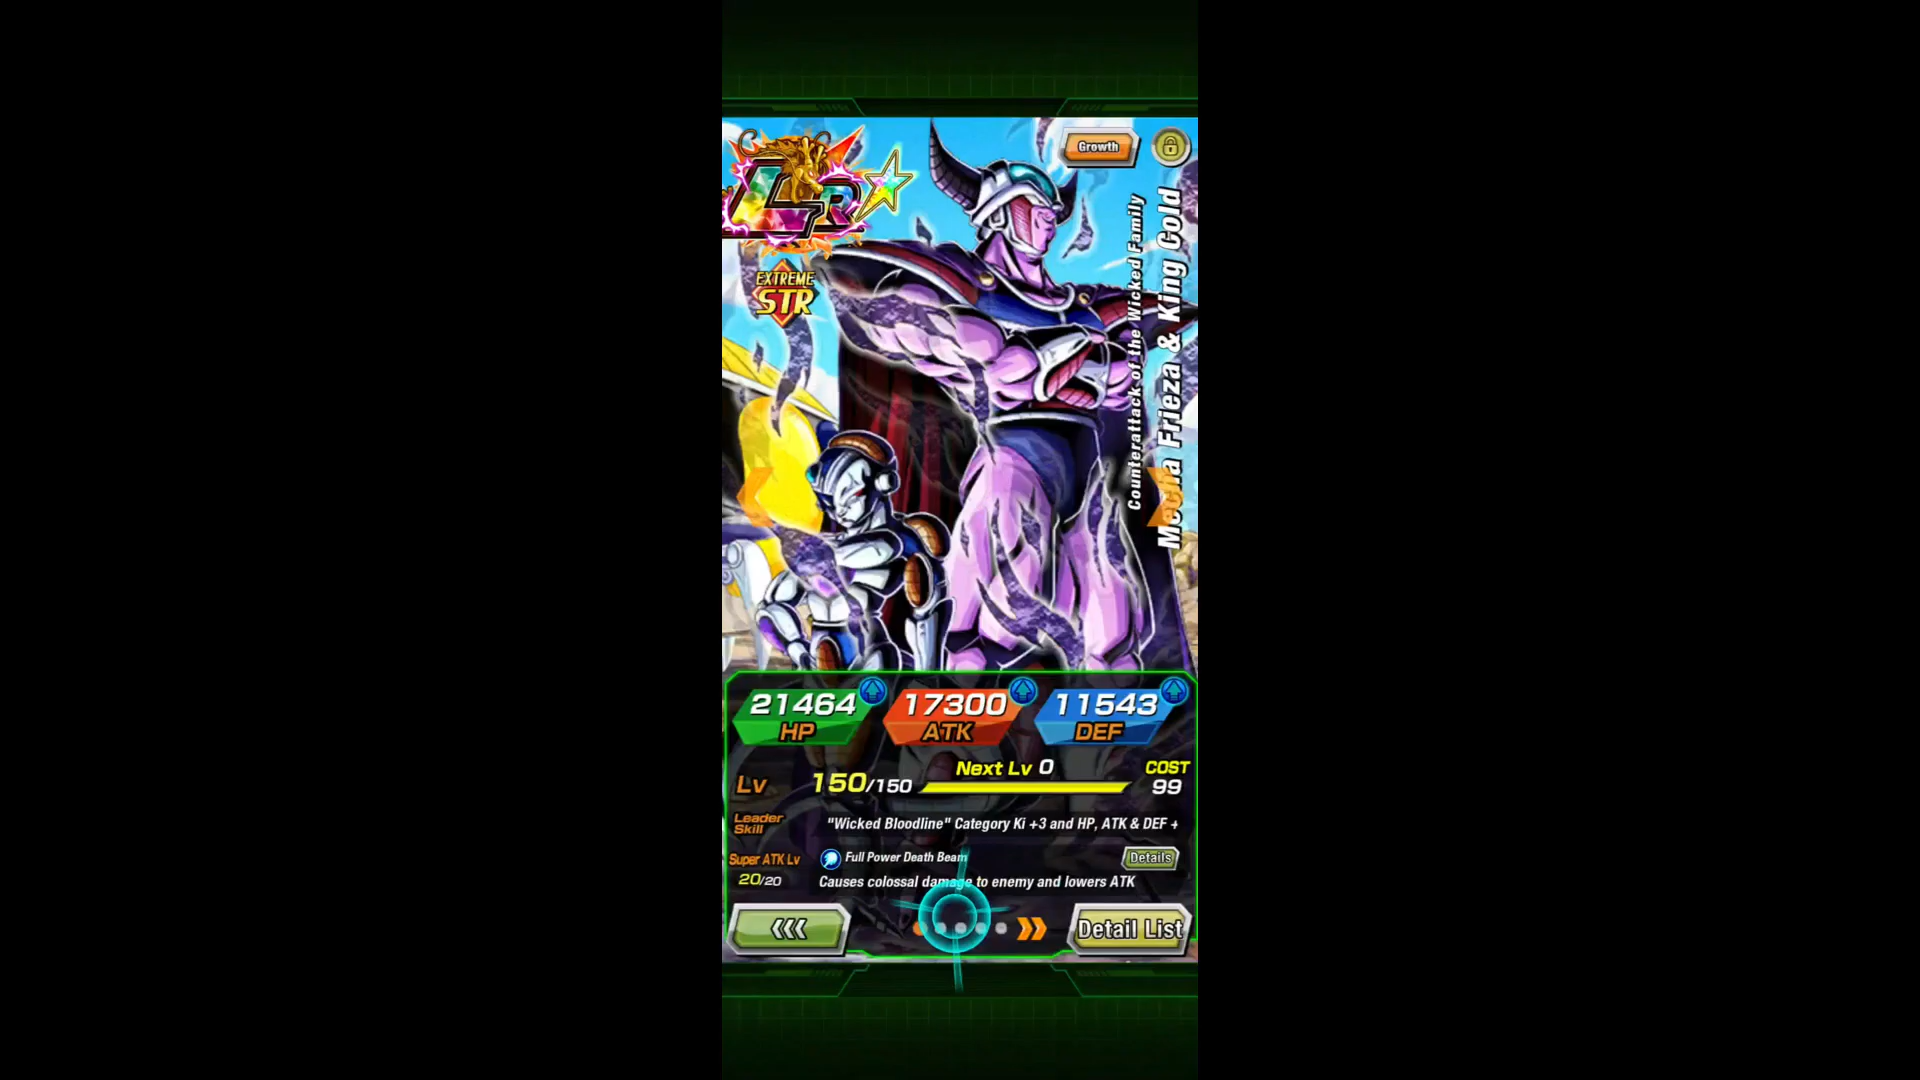 LR
Growth
EXTREME
STR
Counterattack of the Wicked Family
Mecha Frieza & King Cold
21464
HP
17300
ATK
11543
DEF
Lv 150/150
Next Lv 0
COST
99
Leader
Skill
"Wicked Bloodline" Category Ki +3 and HP, ATK & DEF +
Super ATK Lv
20/20
Full Power Death Beam
Details
Causes colossal damage to enemy and lowers ATK
Detail List